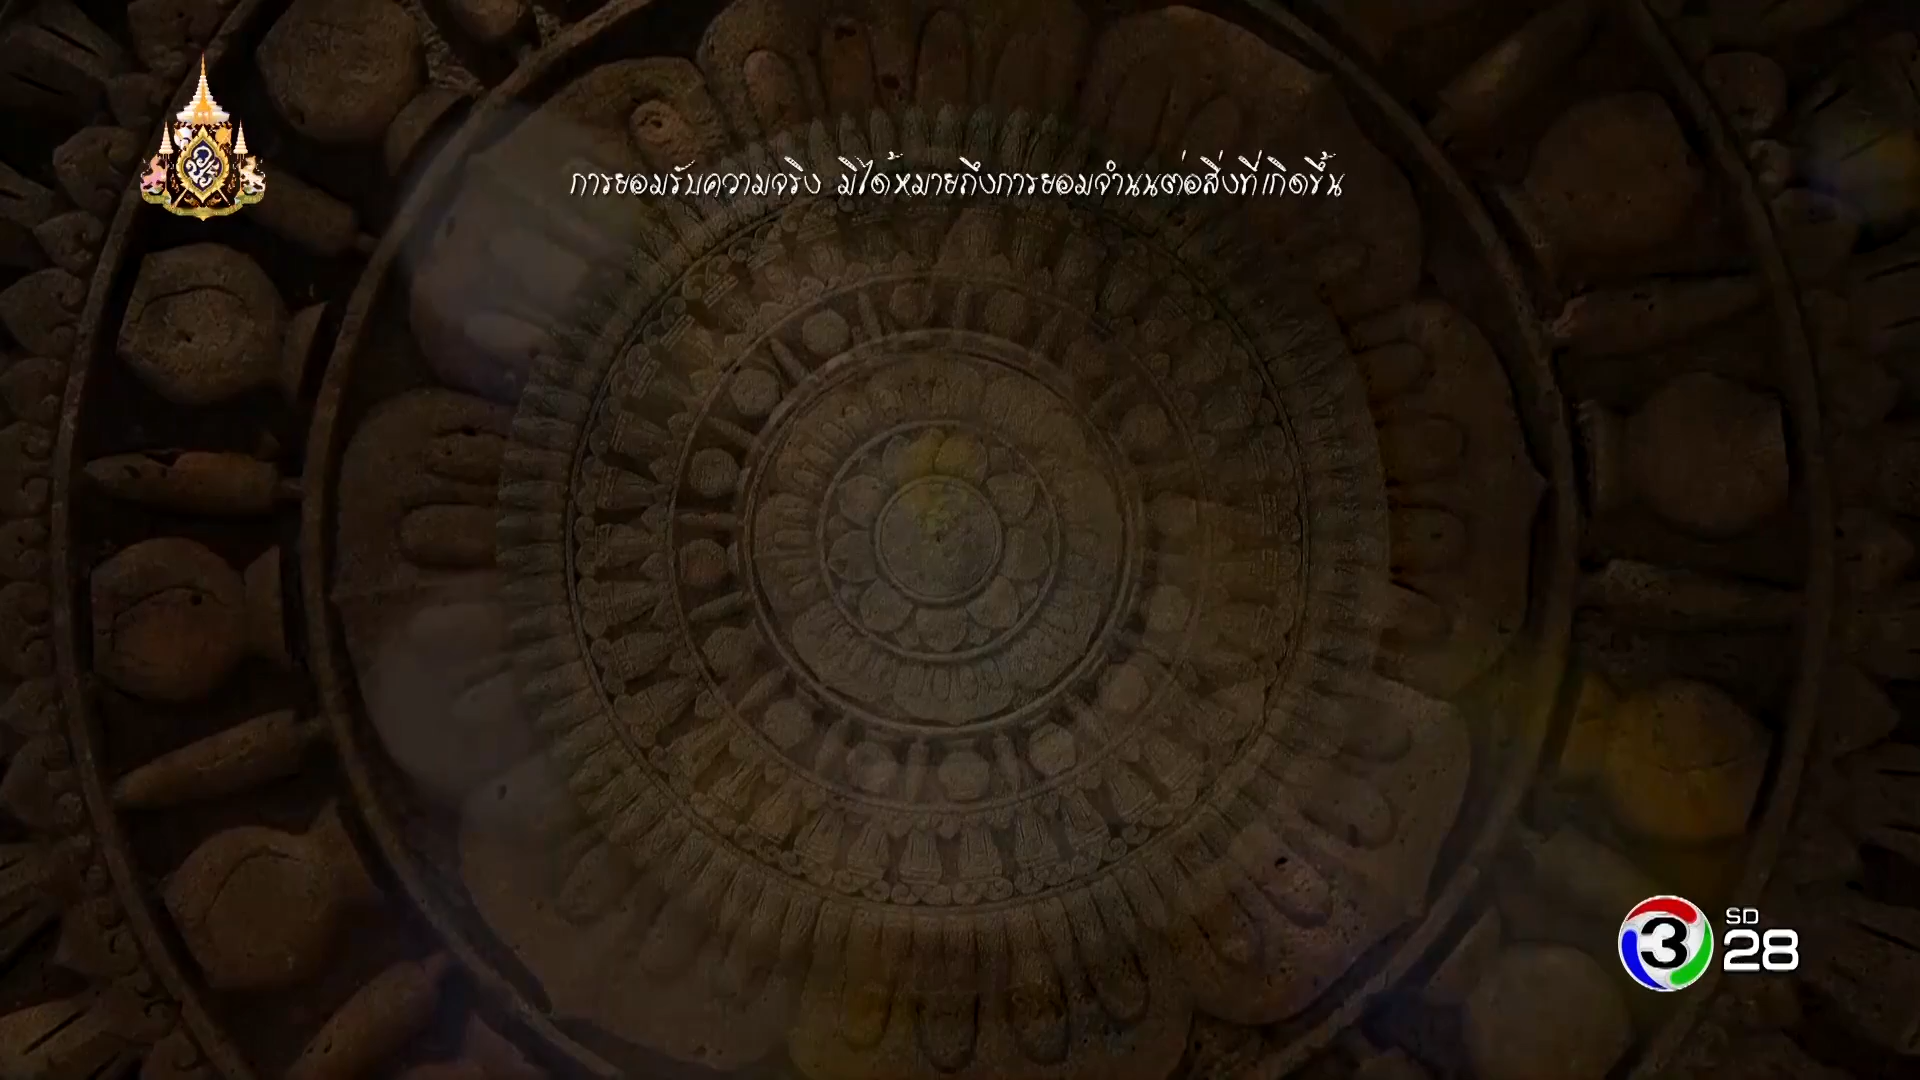 การยอมรับความจริง มิได้หมายถึงการยอมจำนนต่อสิ่งที่เกิดขึ้น
3 SD
28